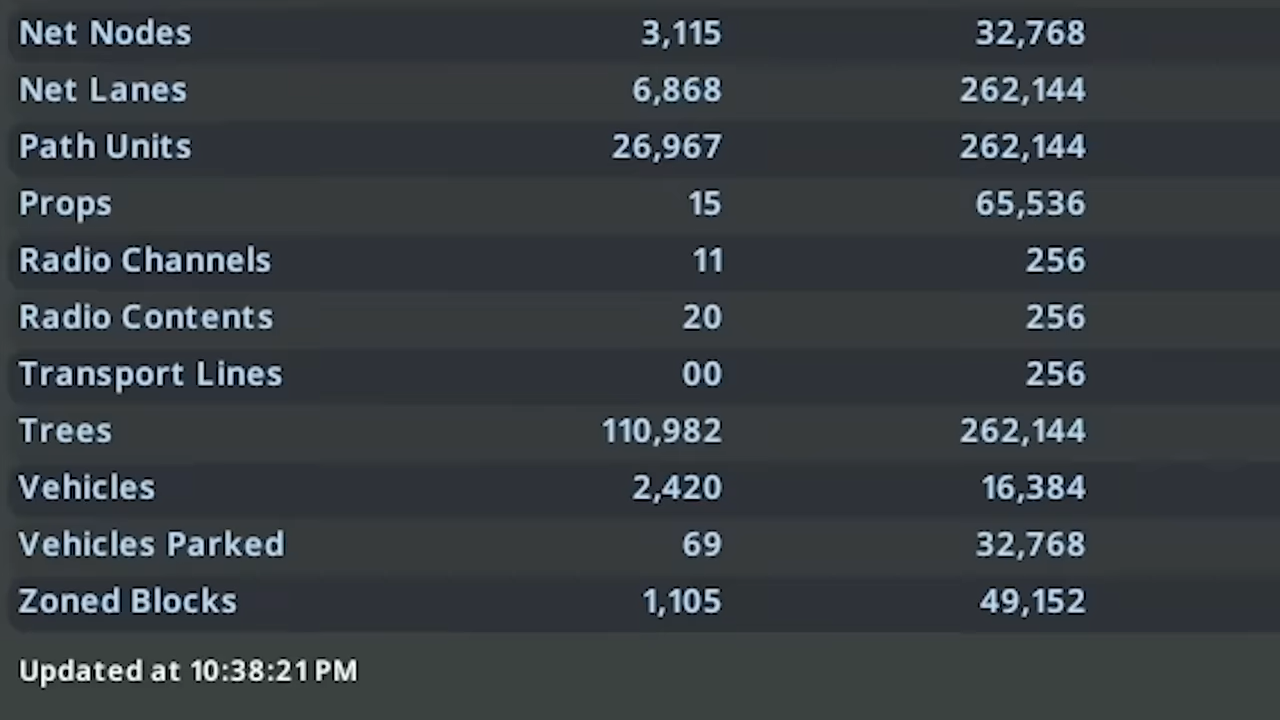 Net Nodes 3,115 32,768
Net Lanes 6,868 262,144
Path Units 26,967 262,144
Props 15 65,536
Radio Channels 11 256
Radio Contents 20 256
Transport Lines 00 256
Trees 110,982 262,144
Vehicles 2,420 16,384
Vehicles Parked 69 32,768
Zoned Blocks 1,105 49,152
Updated at 10:38:21 PM